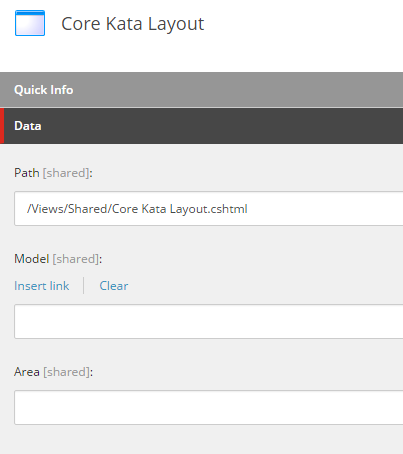 Core Kata Layout
Quick Info
Data
Path [shared]:
/Views/Shared/Core Kata Layout.cshtml
Model [shared]:
Insert link Clear
Area [shared]: